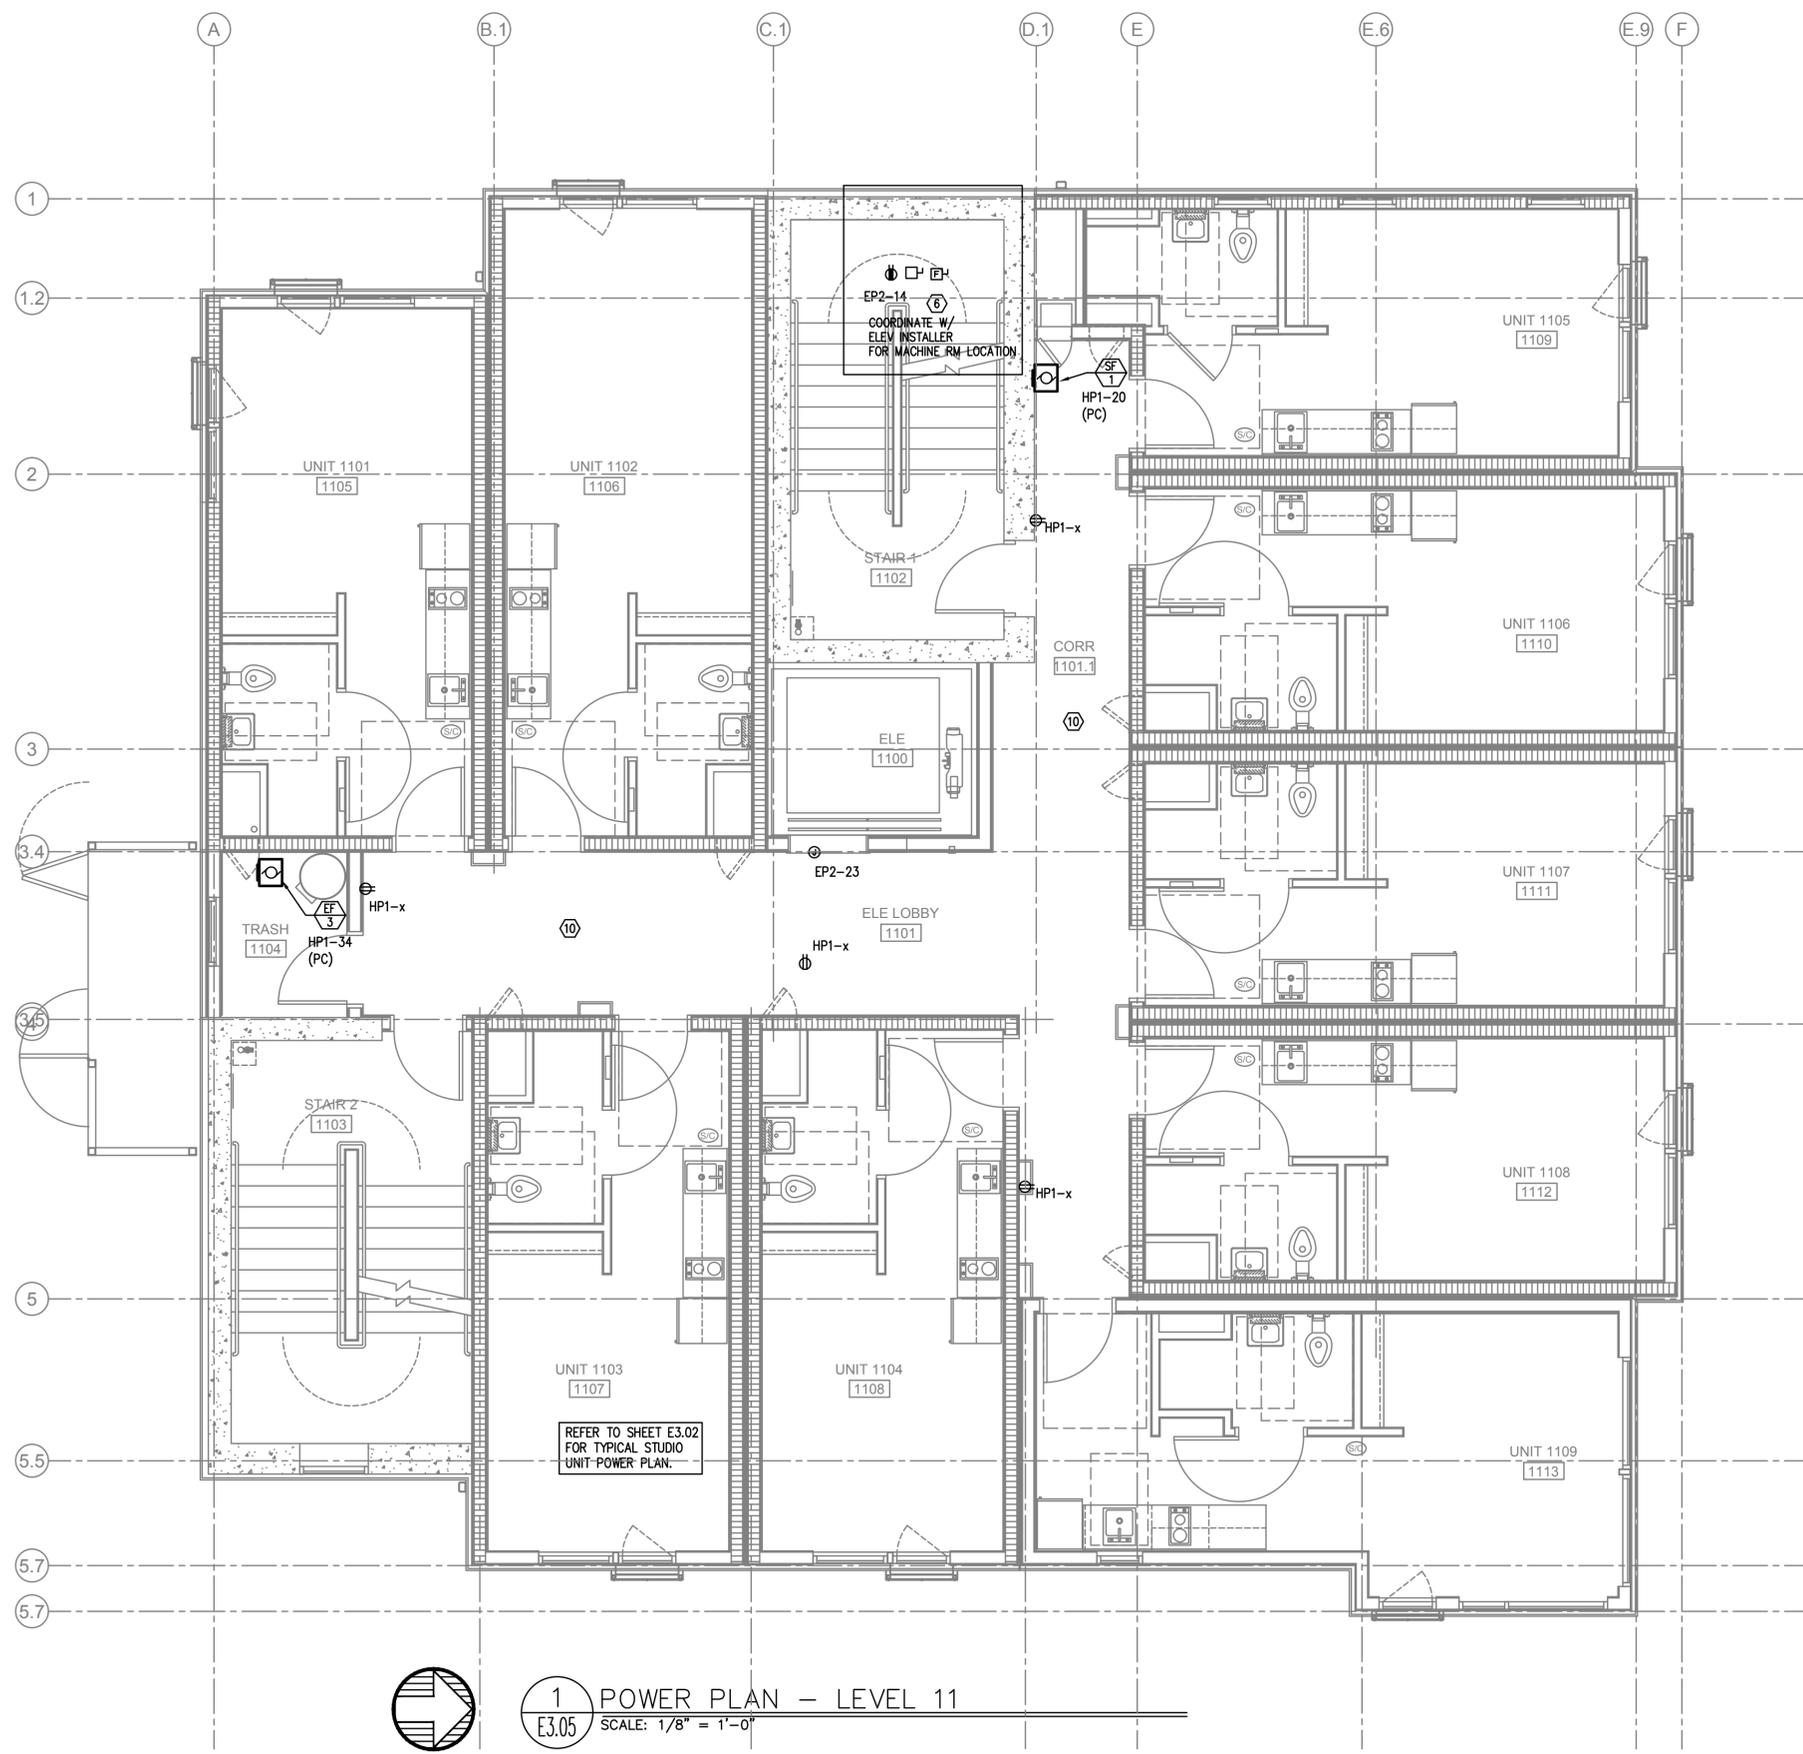 A
B.1
C.1
D.1
E
E.6
E.9
F
1
1.2
2
3
3.4
3.5
4
5
5.5
5.7
5.7
EP2-14
6
COORDINATE W/
ELEV INSTALLER
FOR MACHINE RM LOCATION
SF
1
HP1-20
(PC)
UNIT 1105
1109
S/C
UNIT 1101
1105
UNIT 1102
1106
HP1-x
S/C
STAIR 1
1102
UNIT 1106
1110
CORR
1101.1
10
S/C
S/C
ELE
1100
EP2-23
UNIT 1107
1111
EF
3
HP1-x
TRASH
1104
HP1-34
(PC)
10
ELE LOBBY
1101
HP1-x
S/C
S/C
STAIR 2
1103
S/C
S/C
HP1-x
UNIT 1108
1112
UNIT 1103
1107
UNIT 1104
1108
REFER TO SHEET E3.02
FOR TYPICAL STUDIO
UNIT POWER PLAN.
S/C
UNIT 1109
1113
1
E3.05
POWER PLAN - LEVEL 11
SCALE: 1/8" = 1'-0"